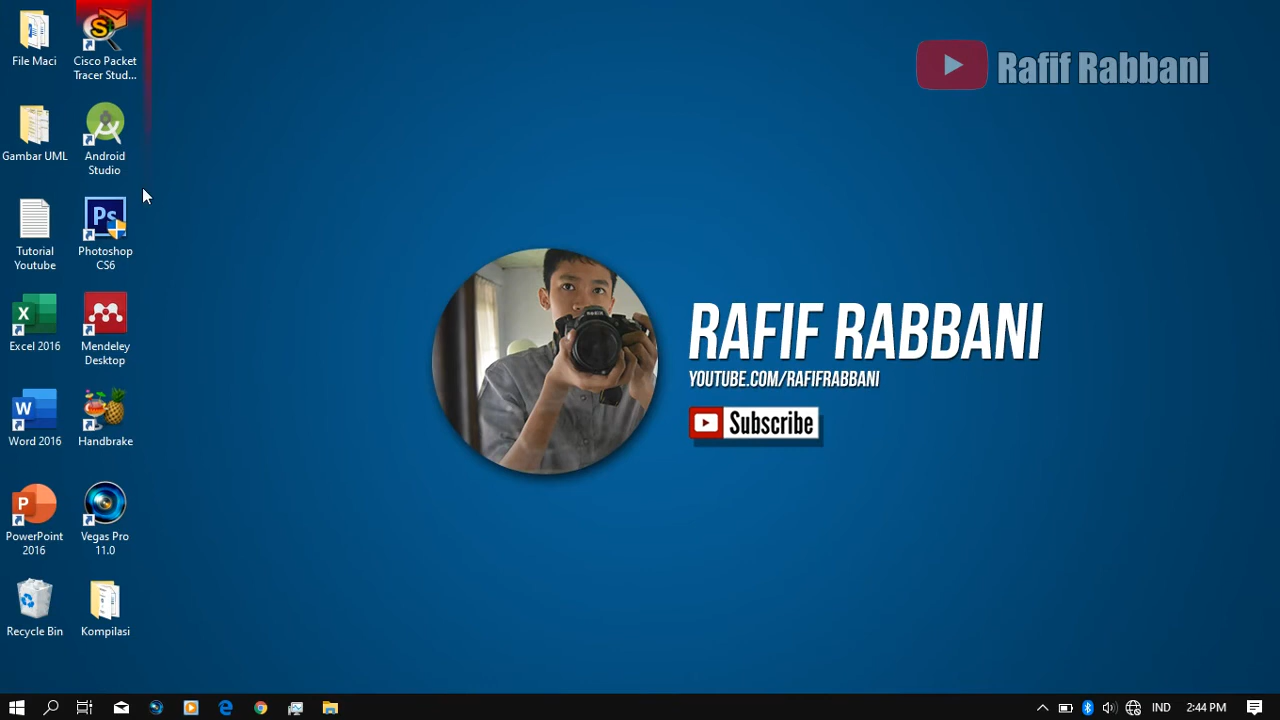 File Maci
Cisco Packet
Tracer Stud...
Gambar UML
Android
Studio
Tutorial
Youtube
Ps
Photoshop
CS6
X
Excel 2016
Mendeley
Desktop
W
Word 2016
Handbrake
P
PowerPoint
2016
Vegas Pro
11.0
Recycle Bin
Kompilasi
Rafif Rabbani
RAFIF RABBANI
YOUTUBE.COM/RAFIFRABBANI
Subscribe
IND
2:44 PM